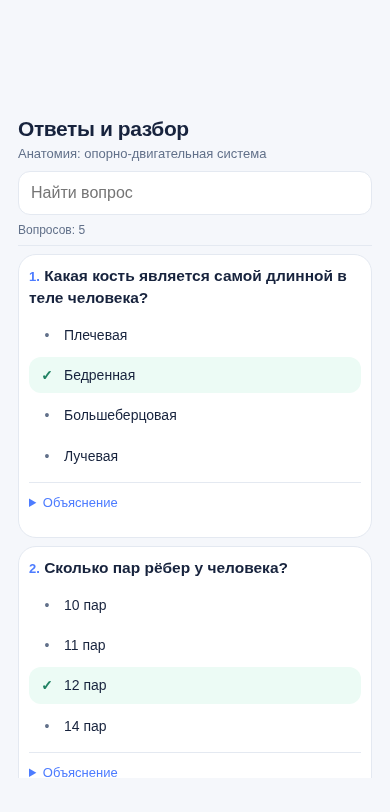 Ответы и разбор
Анатомия: опорно-двигательная система
Найти вопрос
Вопросов: 5
1. Какая кость является самой длинной в
теле человека?
• Плечевая
✓ Бедренная
• Большеберцовая
• Лучевая
▶ Объяснение
2. Сколько пар рёбер у человека?
• 10 пар
• 11 пар
✓ 12 пар
• 14 пар
▶ Объяснение